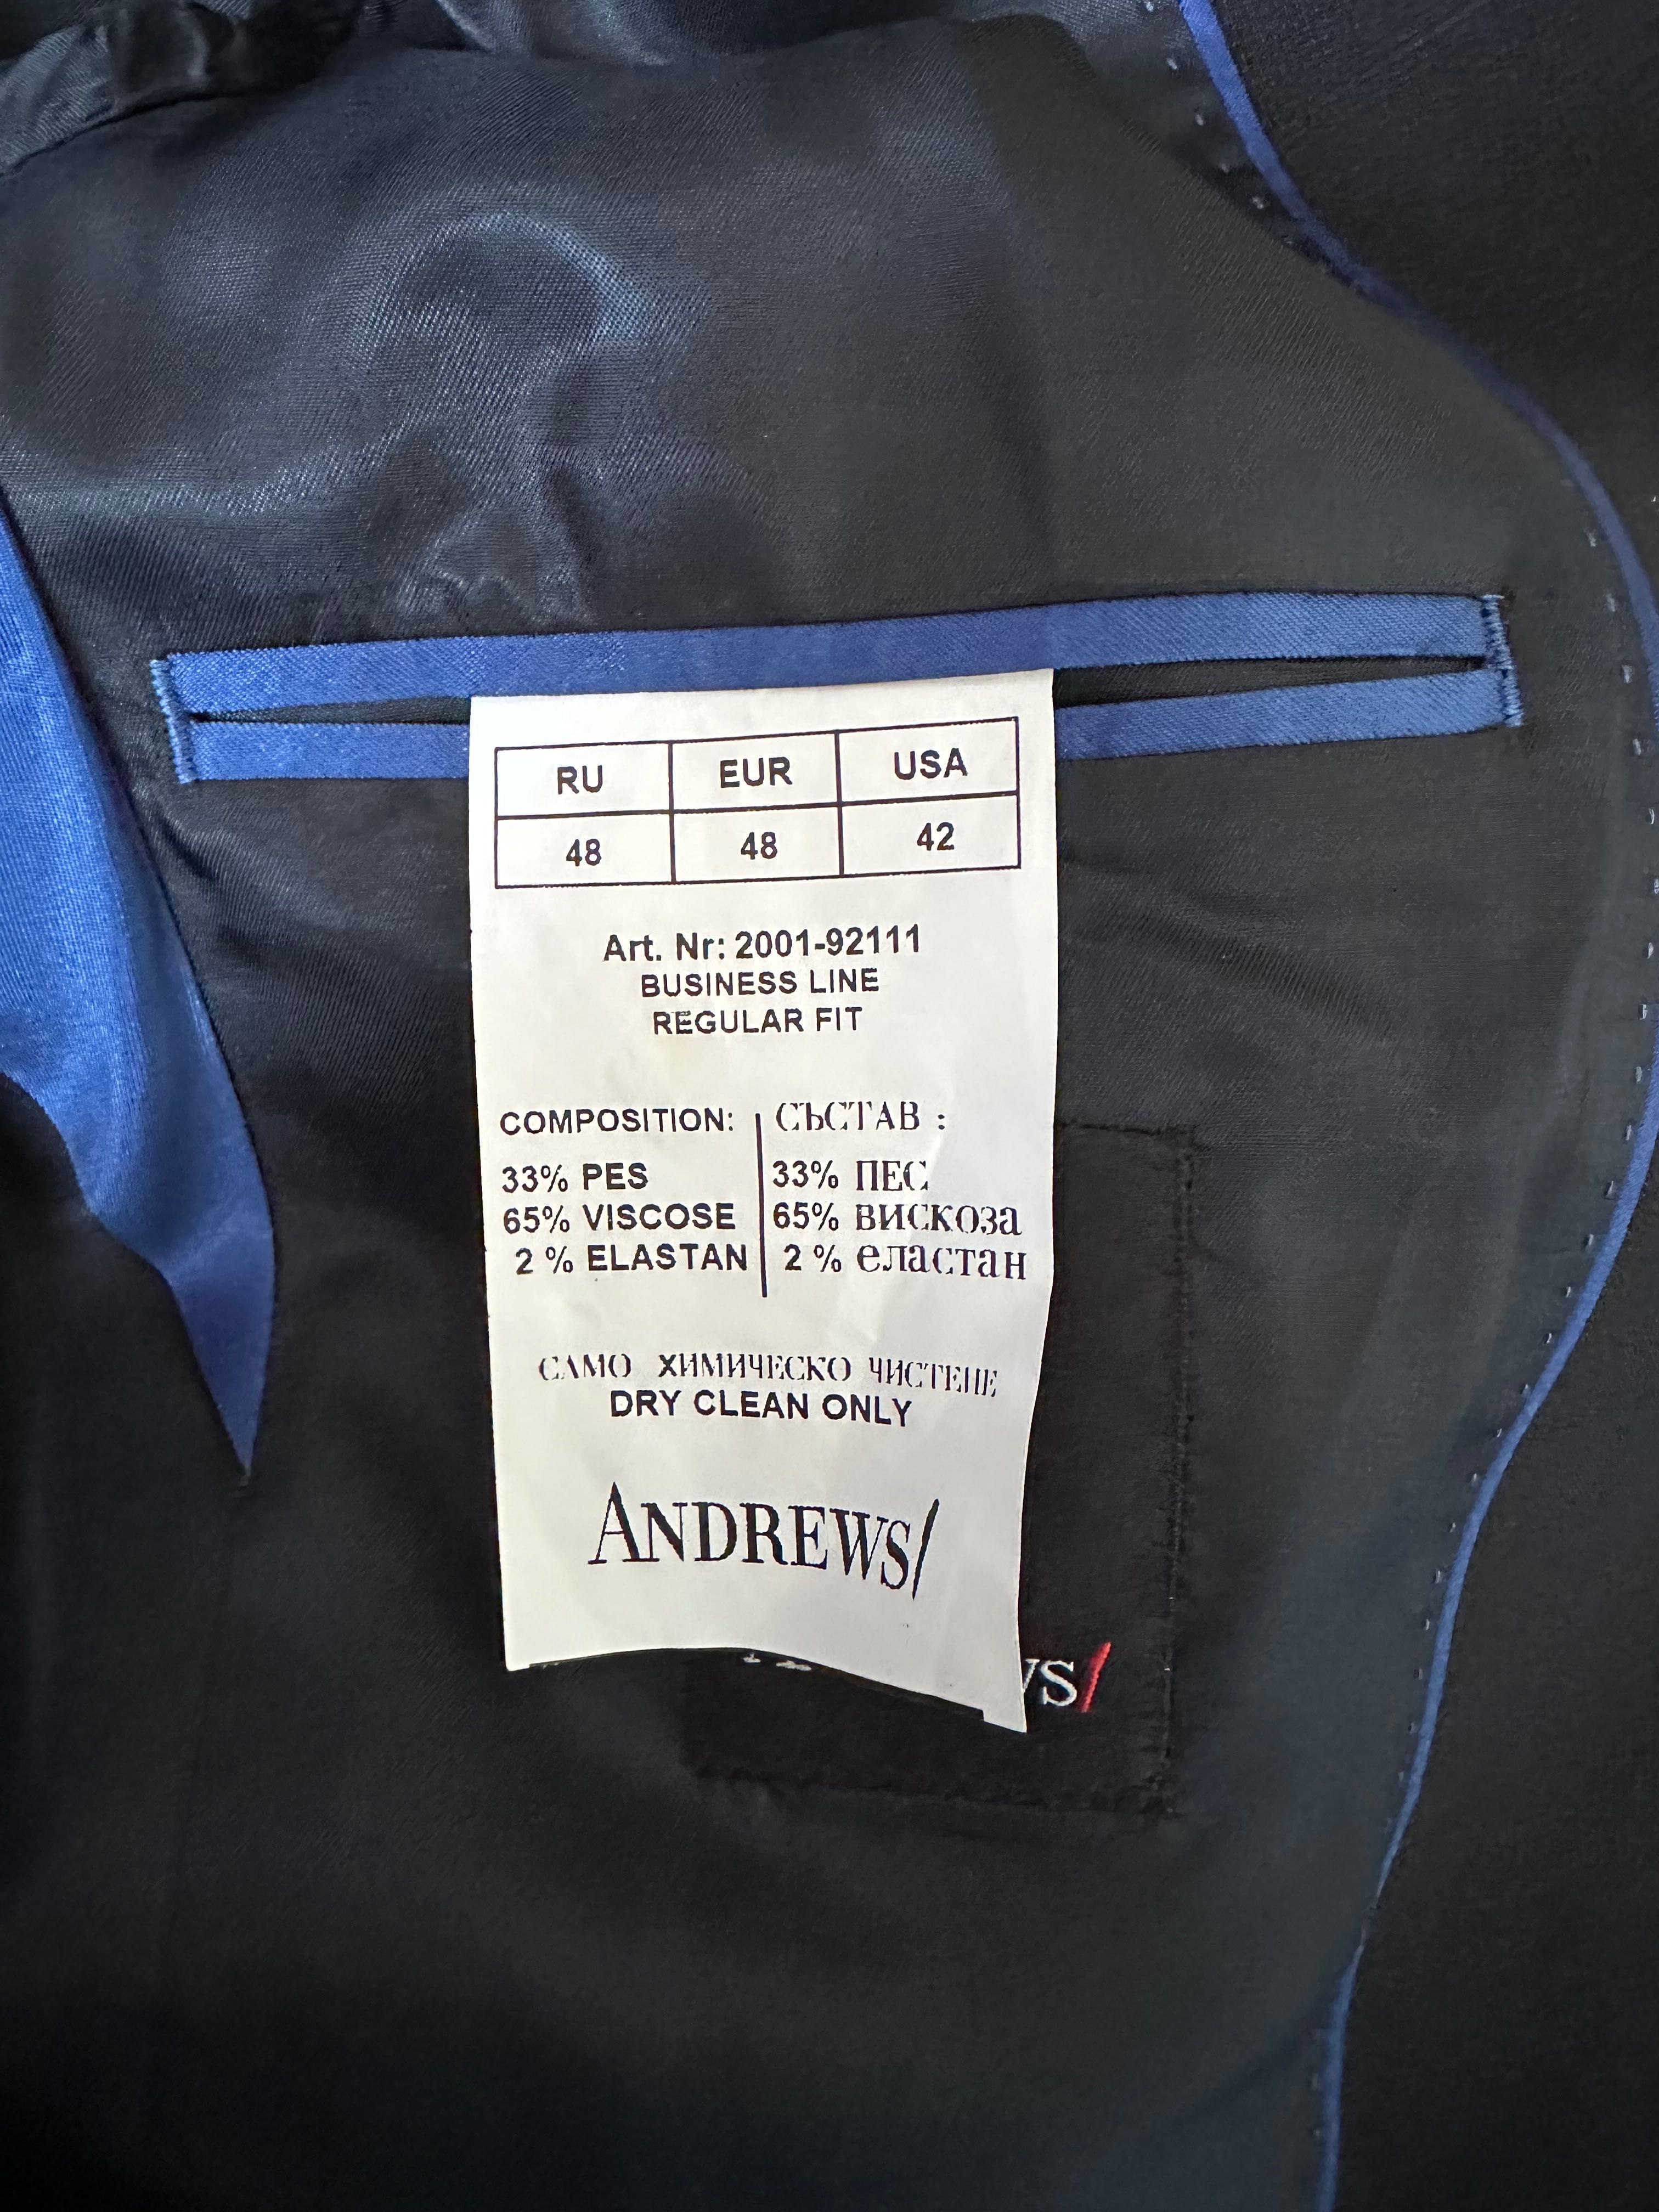 RU EUR USA
48 48 42
Art. Nr: 2001-92111
BUSINESS LINE
REGULAR FIT
COMPOSITION: СЪСТАВ :
33% PES 33% ПЕС
65% VISCOSE 65% ВИСКОЗа
2 % ELASTAN 2 % еластан
САМО ХИМИЧЕСКО ЧИСТЕНЕ
DRY CLEAN ONLY
ANDREWS/
WS/